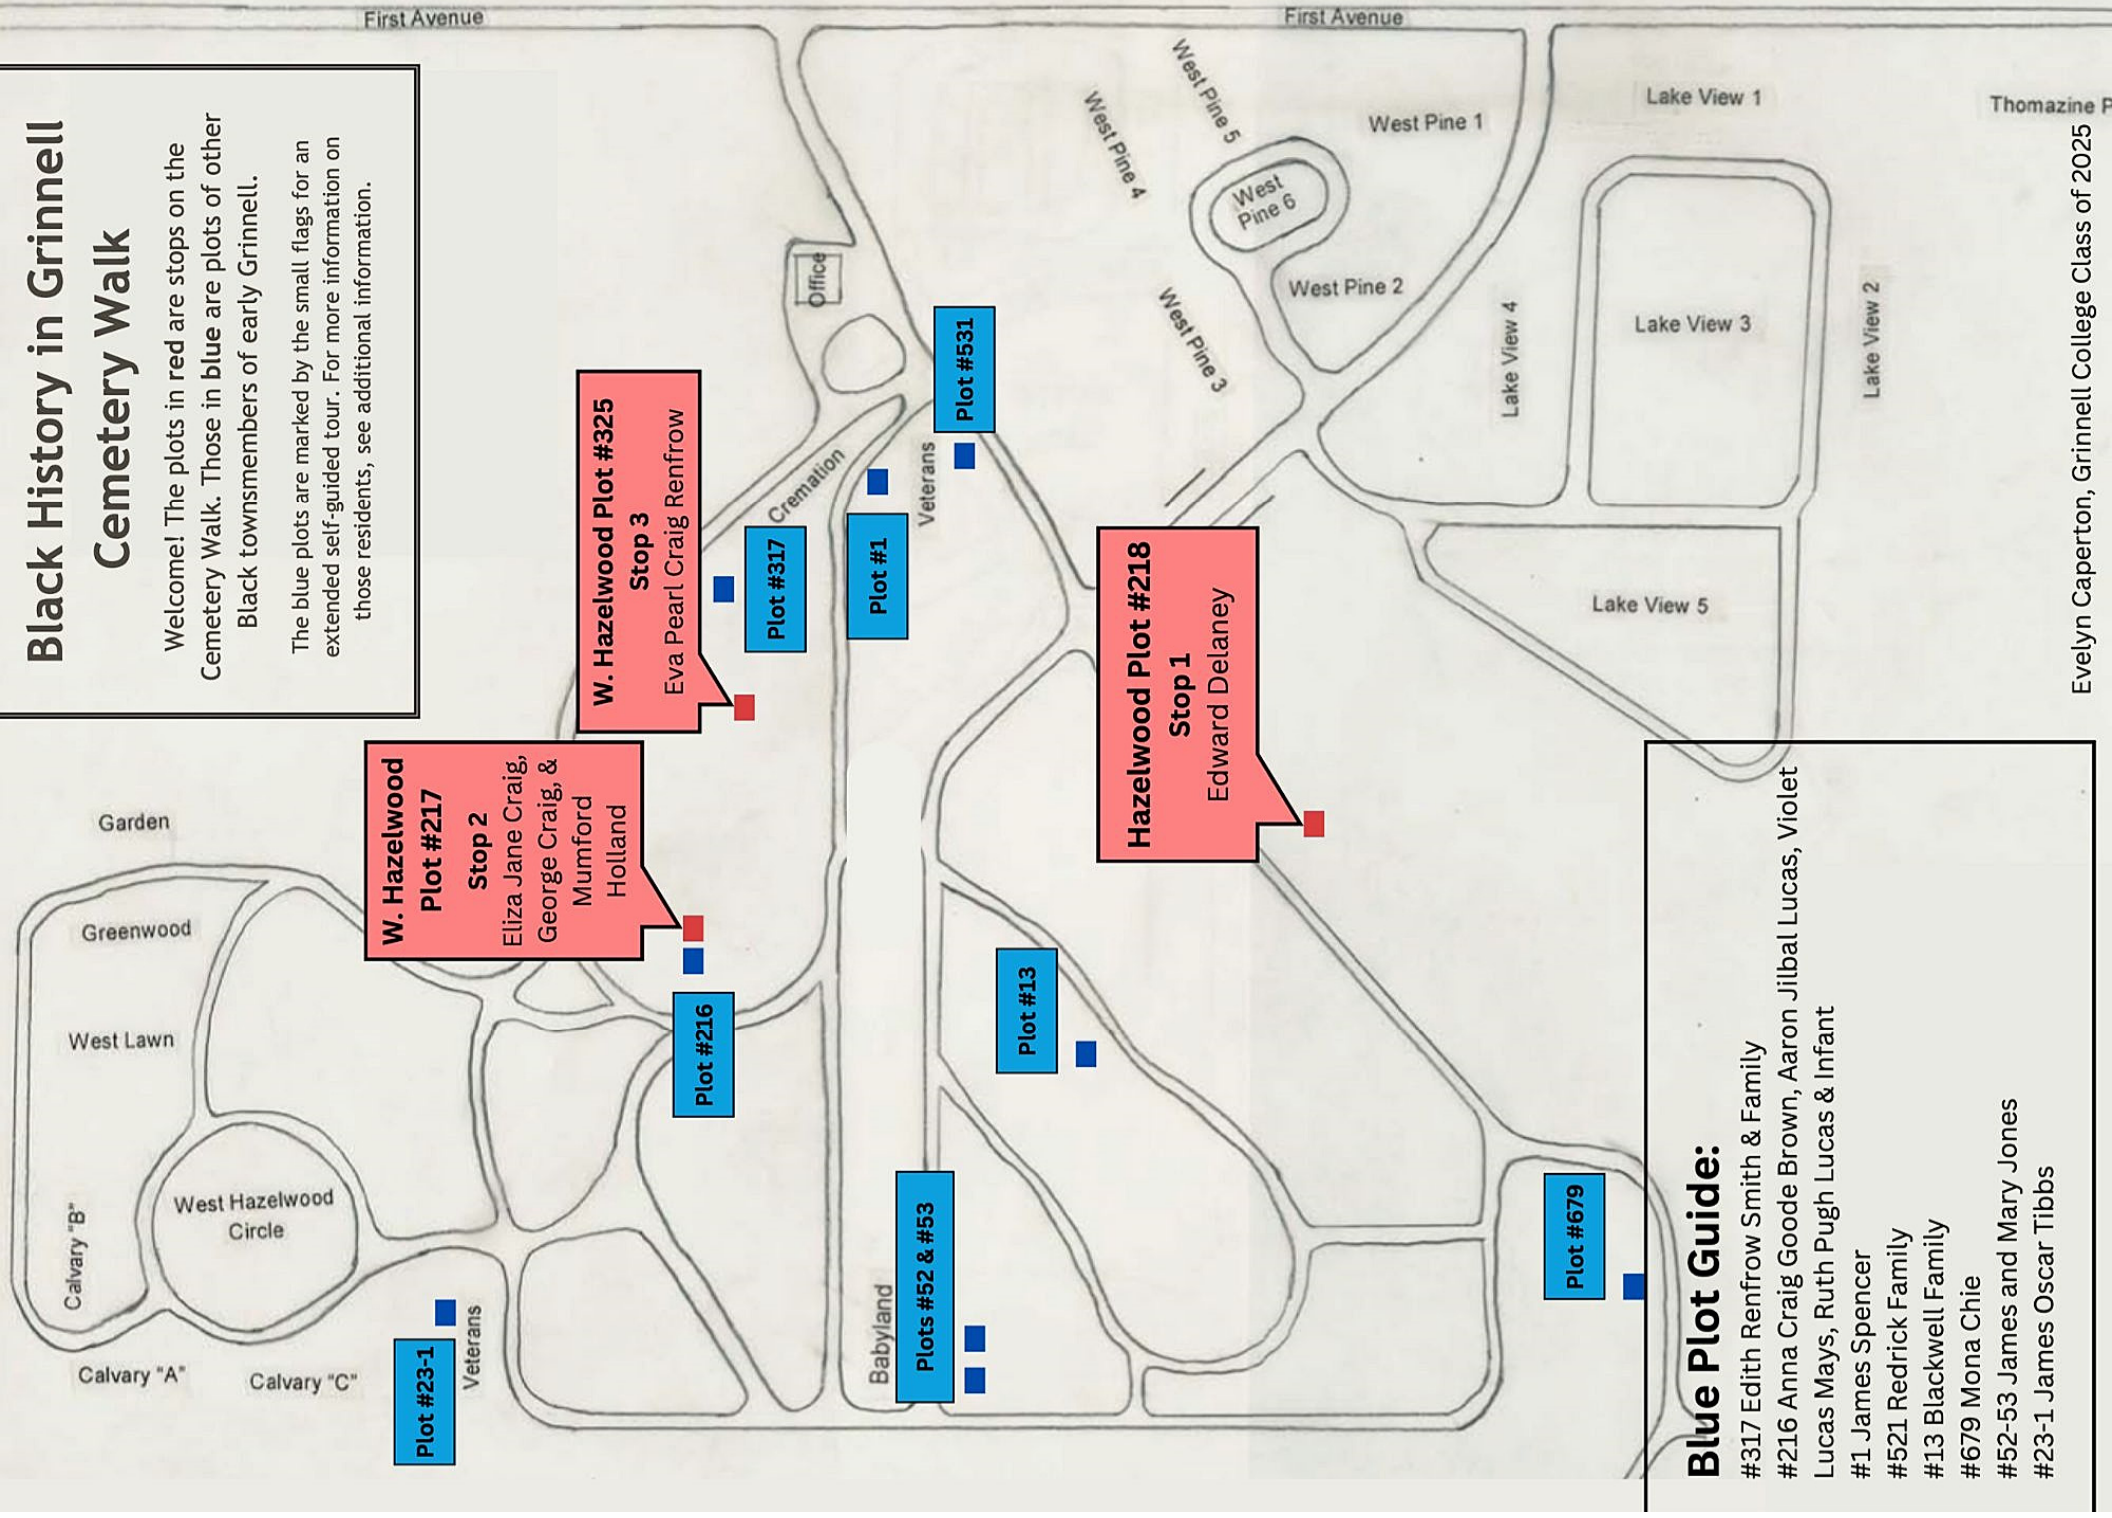 Black History in Grinnell
Cemetery Walk
Welcome! The plots in red are stops on the
Cemetery Walk. Those in blue are plots of other
Black townsmembers of early Grinnell.
The blue plots are marked by the small flags for an
extended self-guided tour. For more information on
those residents, see additional information.
First Avenue
First Avenue
West Pine 5
West Pine 4
West Pine 1
West
Pine 6
West Pine 2
West Pine 3
Lake View 1
Lake View 4
Lake View 3
Lake View 2
Lake View 5
Thomazine P
Office
Plot #531
Cremation
Veterans
W. Hazelwood Plot #325
Stop 3
Eva Pearl Craig Renfrow
Plot #317
Plot #1
Hazelwood Plot #218
Stop 1
Edward Delaney
W. Hazelwood
Plot #217
Stop 2
Eliza Jane Craig,
George Craig, &
Mumford
Holland
Garden
Greenwood
West Lawn
West Hazelwood
Circle
Calvary "B"
Calvary "A"
Calvary "C"
Plot #23-1
Veterans
Plot #216
Plot #13
Babyland
Plots #52 & #53
Plot #679
Blue Plot Guide:
#317 Edith Renfrow Smith & Family
#216 Anna Craig Goode Brown, Aaron Jilbal Lucas, Violet
Lucas Mays, Ruth Pugh Lucas & Infant
#1 James Spencer
#521 Redrick Family
#13 Blackwell Family
#679 Mona Chie
#52-53 James and Mary Jones
#23-1 James Oscar Tibbs
Evelyn Caperton, Grinnell College Class of 2025